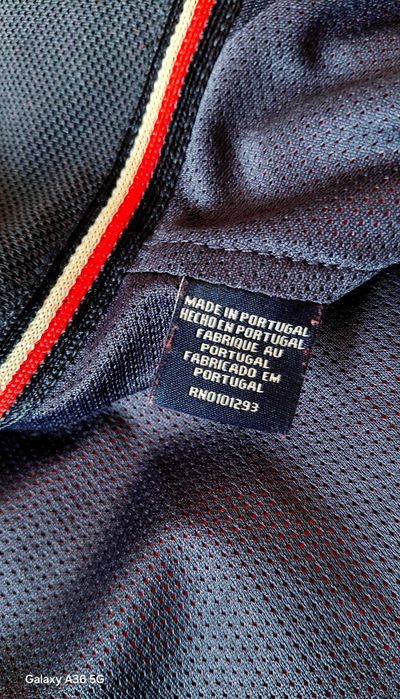 MADE IN PORTUGAL
HECHO EN PORTUGAL
FABRIQUE AU
PORTUGAL
FABRICADO EM
PORTUGAL
RN0101293
Galaxy A36 5G